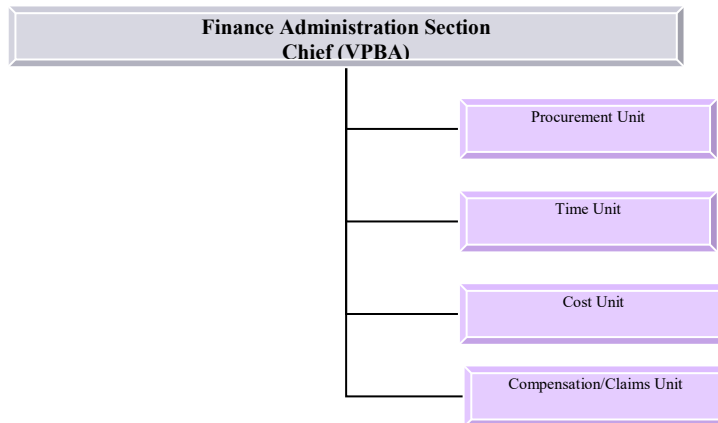 Finance Administration Section
Chief (VPBA)
Procurement Unit
Time Unit
Cost Unit
Compensation/Claims Unit